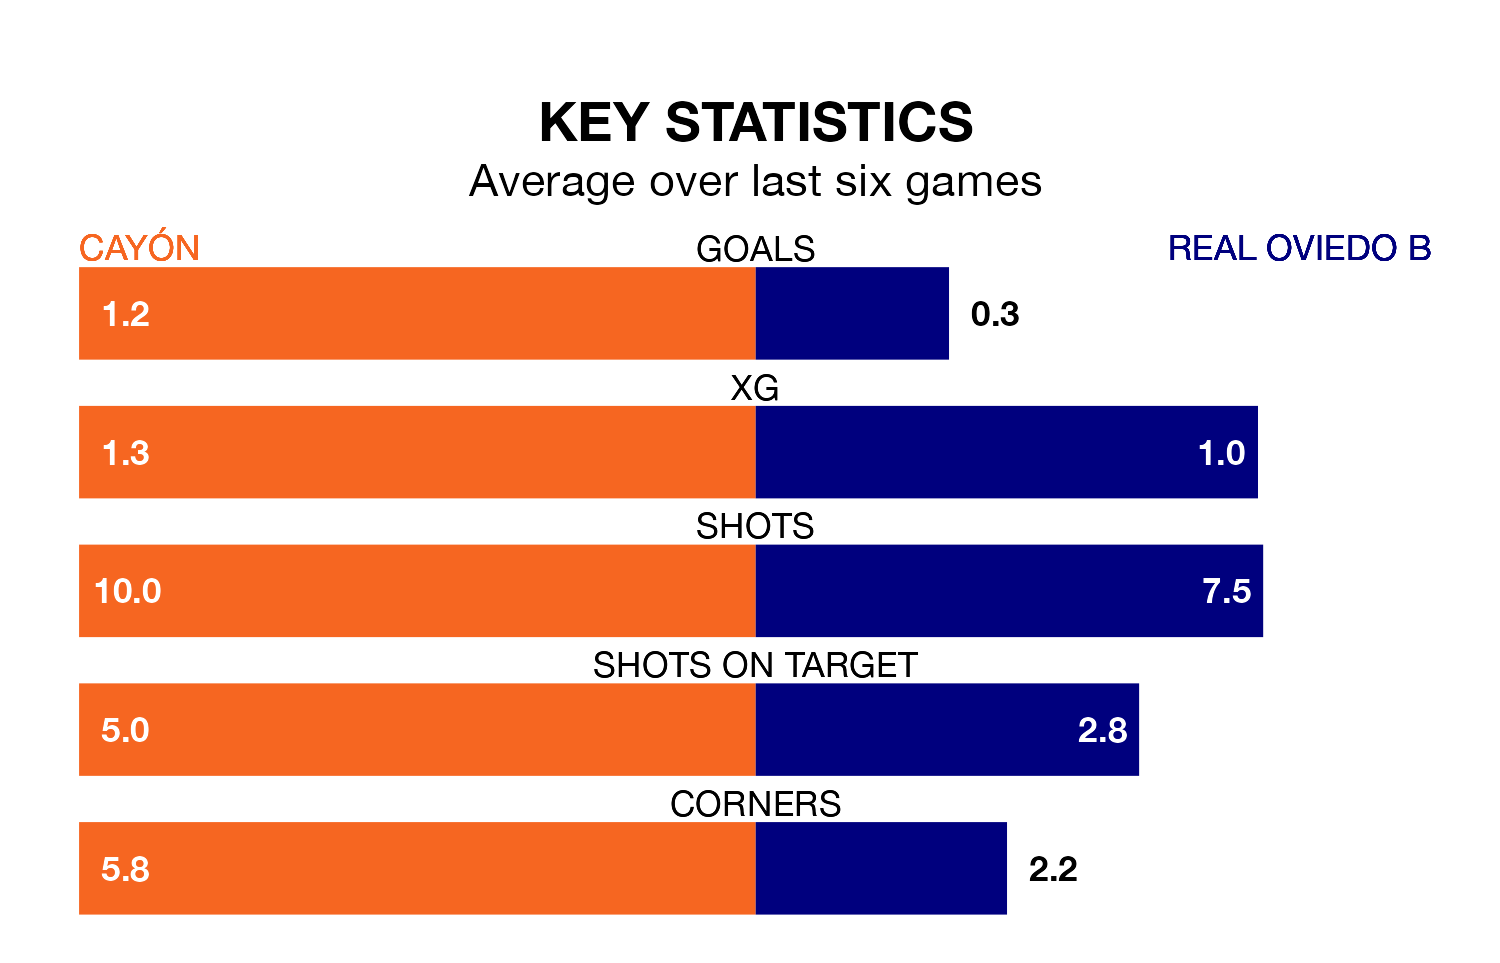 KEY STATISTICS
Average over last six games
CAYÓN GOALS REAL OVIEDO B
1.2 0.3
XG
1.3 1.0
SHOTS
10.0 7.5
SHOTS ON TARGET
5.0 2.8
CORNERS
5.8 2.2